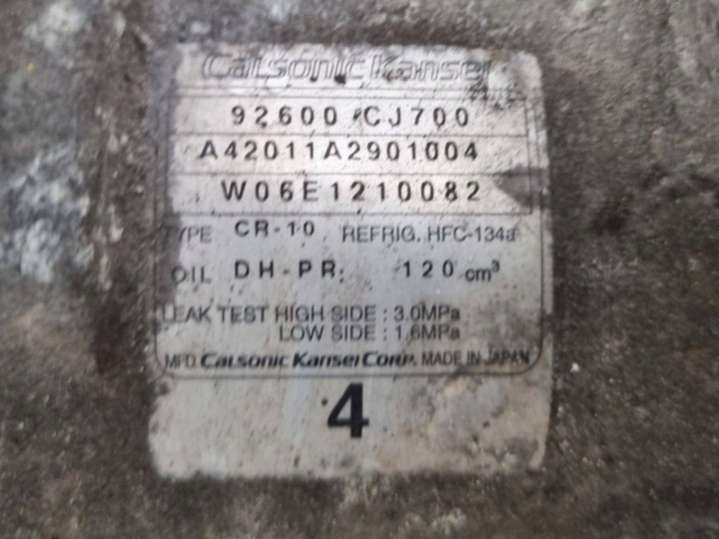 Calsonic Kansei
92600 CJ700
A42011A2901004
W06E1210082
TYPE CR-10 REFRIG. HFC-134a
OIL DH-PR 120 cm³
LEAK TEST HIGH SIDE : 3.0MPa
LOW SIDE : 1.6MPa
MFD. Calsonic Kansei Corp. MADE IN JAPAN
4